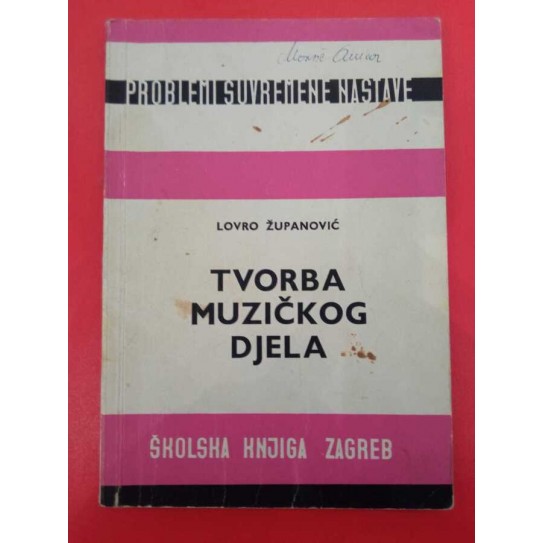 PROBLEMI SUVREMENE NASTAVE
LOVRO ŽUPANOVIĆ
TVORBA
MUZIČKOG
DJELA
ŠKOLSKA KNJIGA ZAGREB